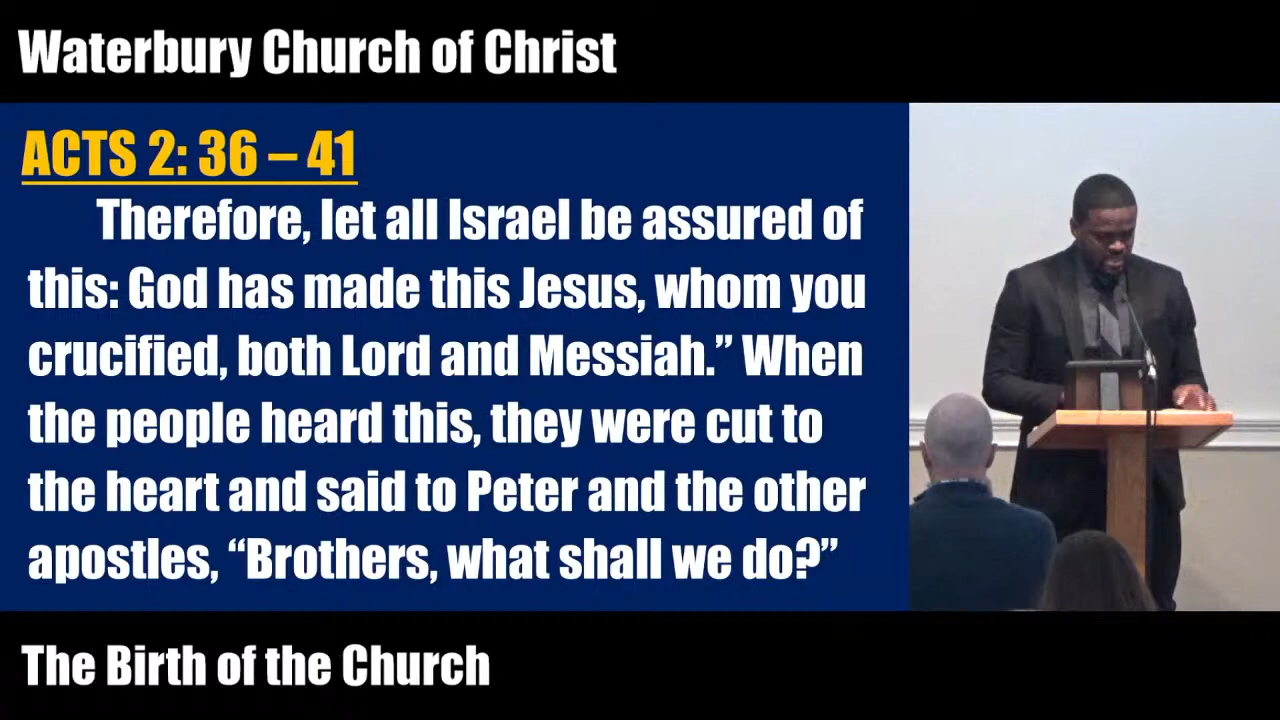 Waterbury Church of Christ
ACTS 2: 36 – 41
Therefore, let all Israel be assured of
this: God has made this Jesus, whom you
crucified, both Lord and Messiah.” When
the people heard this, they were cut to
the heart and said to Peter and the other
apostles, “Brothers, what shall we do?”
The Birth of the Church